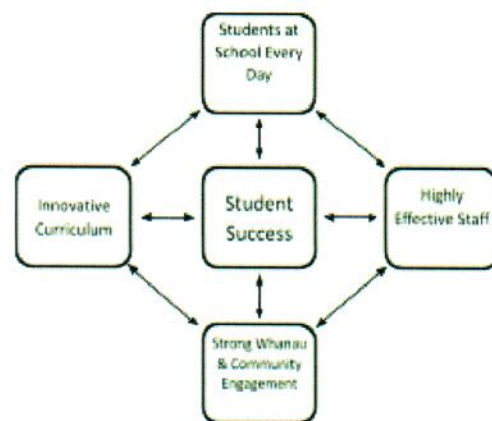 Students at
School Every
Day
Innovative
Curriculum
Student
Success
Highly
Effective Staff
Strong Whanau
& Community
Engagement